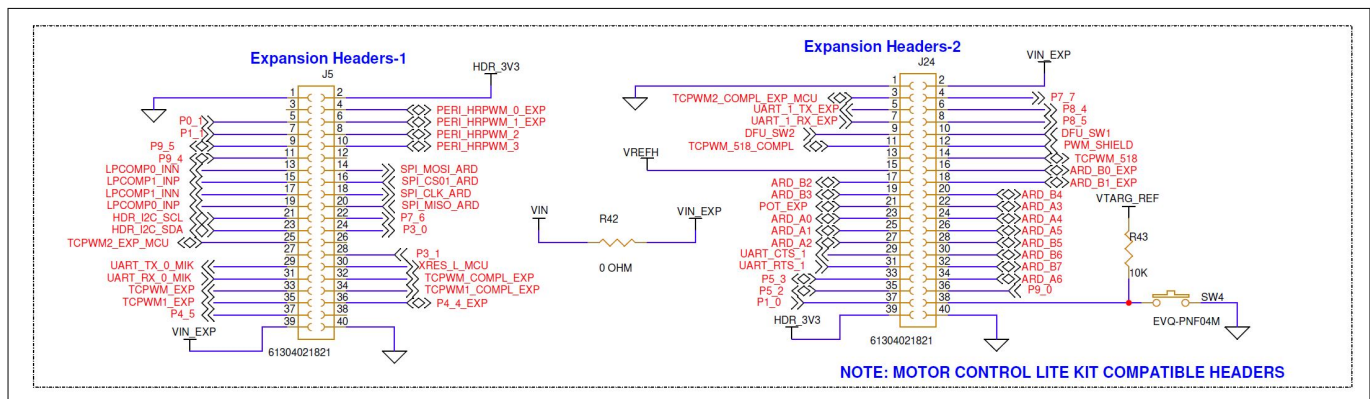 Expansion Headers-1
J5
HDR_3V3
1 2
3 4 PERI_HRPWM_0_EXP
P0_1 5 6 PERI_HRPWM_1_EXP
P1_1 7 8 PERI_HRPWM_2
P9_5 9 10 PERI_HRPWM_3
P9_4 11 12
LPCOMP0_INN 13 14 SPI_MOSI_ARD
LPCOMP1_INP 15 16 SPI_CS01_ARD
LPCOMP1_INN 17 18 SPI_CLK_ARD
LPCOMP0_INP 19 20 SPI_MISO_ARD
HDR_I2C_SCL 21 22 P7_6
HDR_I2C_SDA 23 24 P3_0
TCPWM2_EXP_MCU 25 26
27 28 P3_1
UART_TX_0_MIK 29 30 XRES_L_MCU
UART_RX_0_MIK 31 32 TCPWM_COMPL_EXP
TCPWM_EXP 33 34 TCPWM1_COMPL_EXP
TCPWM1_EXP 35 36 P4_4_EXP
P4_5 37 38
VIN_EXP 39 40
61304021821
VIN R42 VIN_EXP
0 OHM
Expansion Headers-2
J24
VIN_EXP
1 2
TCPWM2_COMPL_EXP_MCU 3 4 P7_7
UART_1_TX_EXP 5 6 P8_4
UART_1_RX_EXP 7 8 P8_5
DFU_SW2 9 10 DFU_SW1
TCPWM_518_COMPL 11 12 PWM_SHIELD
13 14 TCPWM_518
VREFH 15 16 ARD_B0_EXP
ARD_B2 17 18 ARD_B1_EXP
ARD_B3 19 20 ARD_B4
POT_EXP 21 22 ARD_A3
ARD_A0 23 24 ARD_A4
ARD_A1 25 26 ARD_A5
ARD_A2 27 28 ARD_B5
UART_CTS_1 29 30 ARD_B6
UART_RTS_1 31 32 ARD_B7
P5_3 33 34 ARD_A6
P5_2 35 36 P9_0
P1_0 37 38
HDR_3V3 39 40
61304021821
VTARG_REF
R43
10K
SW4
EVQ-PNF04M
NOTE: MOTOR CONTROL LITE KIT COMPATIBLE HEADERS